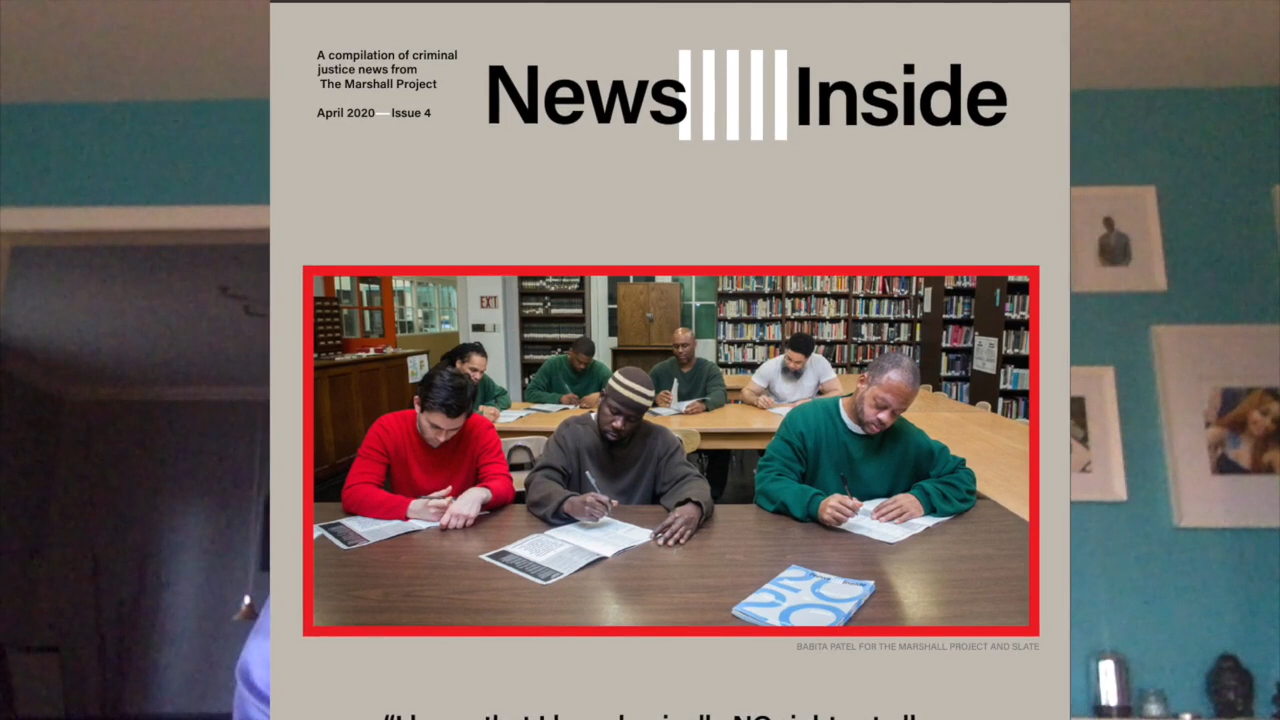 A compilation of criminal
justice news from
The Marshall Project
April 2020—Issue 4
News Inside
EXIT
BABITA PATEL FOR THE MARSHALL PROJECT AND SLATE